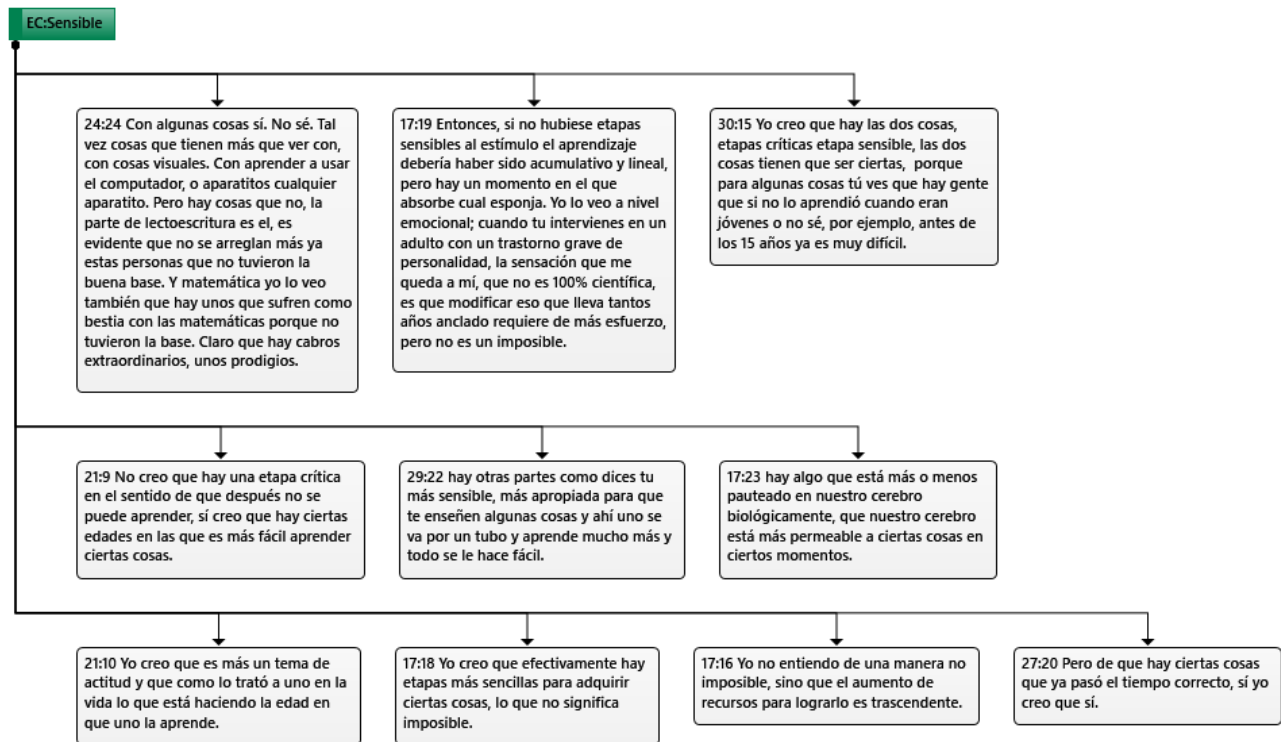 EC:Sensible
24:24 Con algunas cosas sí. No sé. Tal
vez cosas que tienen más que ver con,
con cosas visuales. Con aprender a usar
el computador, o aparatitos cualquier
aparatito. Pero hay cosas que no, la
parte de lectoescritura es el, es
evidente que no se arreglan más ya
estas personas que no tuvieron la
buena base. Y matemática yo lo veo
también que hay unos que sufren como
bestia con las matemáticas porque no
tuvieron la base. Claro que hay cabros
extraordinarios, unos prodigios.
17:19 Entonces, si no hubiese etapas
sensibles al estímulo el aprendizaje
debería haber sido acumulativo y lineal,
pero hay un momento en el que
absorbe cual esponja. Yo lo veo a nivel
emocional; cuando tu intervienes en un
adulto con un trastorno grave de
personalidad, la sensación que me
queda a mí, que no es 100% científica,
es que modificar eso que lleva tantos
años anclado requiere de más esfuerzo,
pero no es un imposible.
30:15 Yo creo que hay las dos cosas,
etapas críticas etapa sensible, las dos
cosas tienen que ser ciertas,  porque
para algunas cosas tú ves que hay gente
que si no lo aprendió cuando eran
jóvenes o no sé, por ejemplo, antes de
los 15 años ya es muy difícil.
21:9 No creo que hay una etapa crítica
en el sentido de que después no se
puede aprender, sí creo que hay ciertas
edades en las que es más fácil aprender
ciertas cosas.
29:22 hay otras partes como dices tu
más sensible, más apropiada para que
te enseñen algunas cosas y ahí uno se
va por un tubo y aprende mucho más y
todo se le hace fácil.
17:23 hay algo que está más o menos
pauteado en nuestro cerebro
biológicamente, que nuestro cerebro
está más permeable a ciertas cosas en
ciertos momentos.
21:10 Yo creo que es más un tema de
actitud y que como lo trató a uno en la
vida lo que está haciendo la edad en
que uno la aprende.
17:18 Yo creo que efectivamente hay
etapas más sencillas para adquirir
ciertas cosas, lo que no significa
imposible.
17:16 Yo no entiendo de una manera no
imposible, sino que el aumento de
recursos para lograrlo es trascendente.
27:20 Pero de que hay ciertas cosas
que ya pasó el tiempo correcto, sí yo
creo que sí.